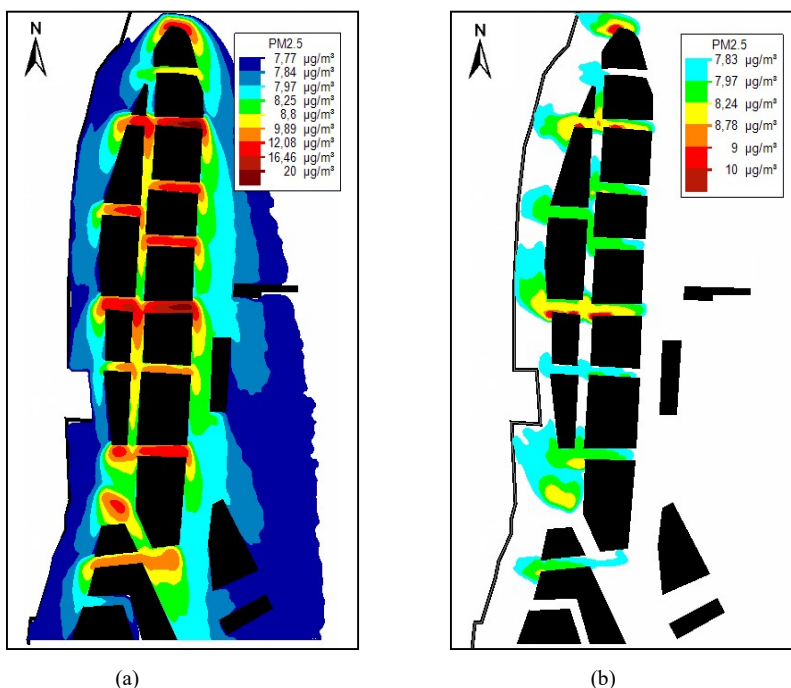 N
PM2.5
7,77 µg/m³
7,84 µg/m³
7,97 µg/m³
8,25 µg/m³
8,8 µg/m³
9,89 µg/m³
12,08 µg/m³
16,46 µg/m³
20 µg/m³
N
PM2.5
7,83 µg/m³
7,97 µg/m³
8,24 µg/m³
8,78 µg/m³
9 µg/m³
10 µg/m³
(a)
(b)